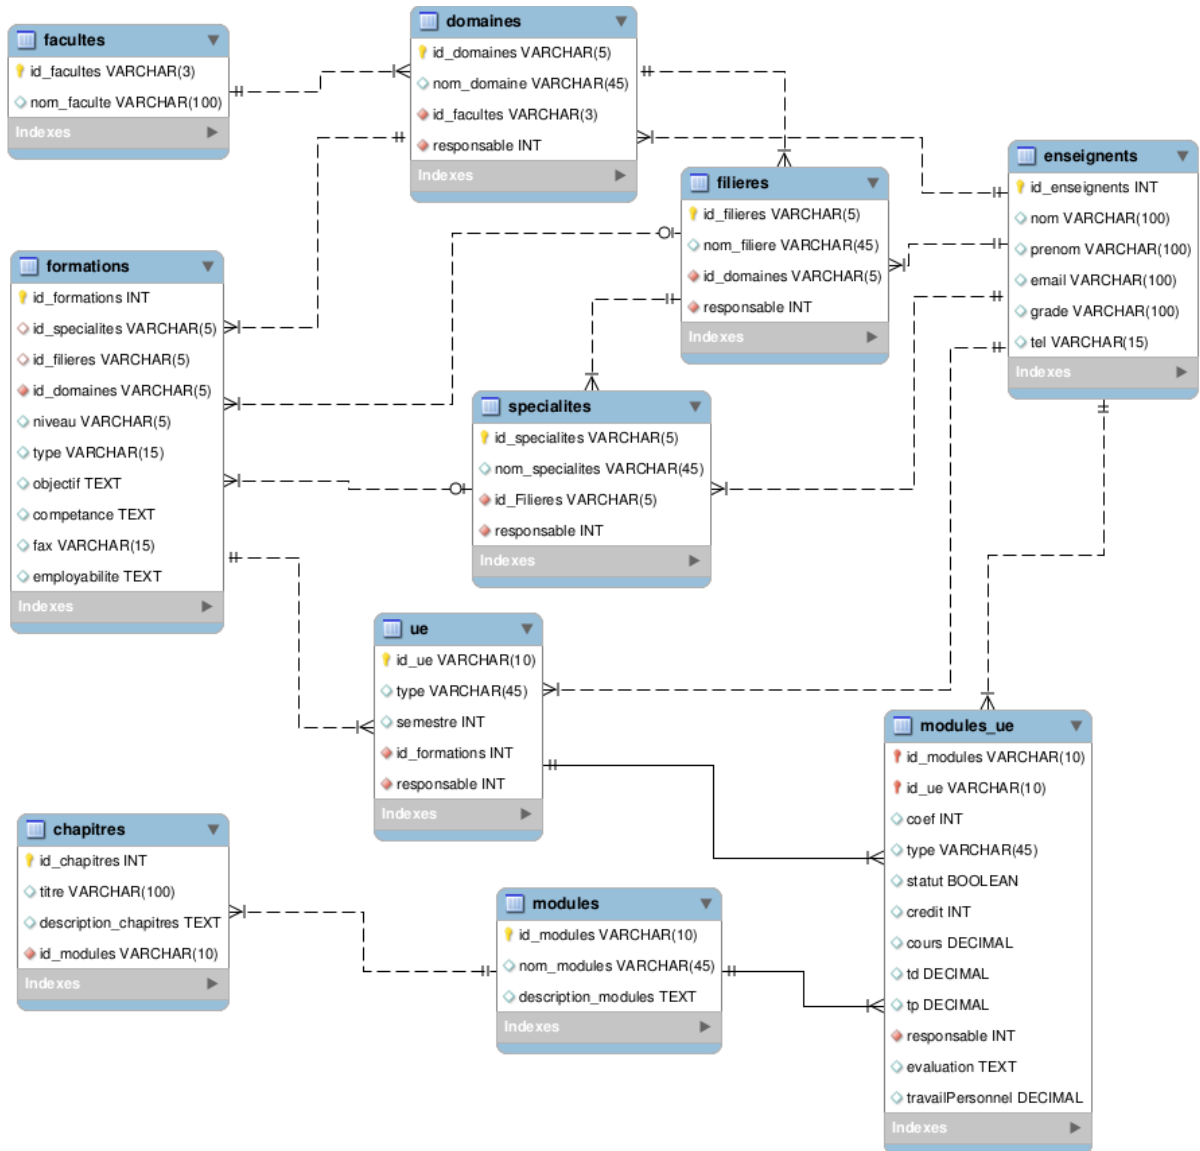 facultes
id_facultes VARCHAR(3)
nom_faculte VARCHAR(100)
Indexes
domaines
id_domaines VARCHAR(5)
nom_domaine VARCHAR(45)
id_facultes VARCHAR(3)
responsable INT
Indexes
filieres
id_filieres VARCHAR(5)
nom_filiere VARCHAR(45)
id_domaines VARCHAR(5)
responsable INT
Indexes
enseignents
id_enseignents INT
nom VARCHAR(100)
prenom VARCHAR(100)
email VARCHAR(100)
grade VARCHAR(100)
tel VARCHAR(15)
Indexes
formations
id_formations INT
id_specialites VARCHAR(5)
id_filieres VARCHAR(5)
id_domaines VARCHAR(5)
niveau VARCHAR(5)
type VARCHAR(15)
objectif TEXT
competance TEXT
fax VARCHAR(15)
employabilite TEXT
Indexes
specialites
id_specialites VARCHAR(5)
nom_specialites VARCHAR(45)
id_Filieres VARCHAR(5)
responsable INT
Indexes
ue
id_ue VARCHAR(10)
type VARCHAR(45)
semestre INT
id_formations INT
responsable INT
Indexes
modules_ue
id_modules VARCHAR(10)
id_ue VARCHAR(10)
coef INT
type VARCHAR(45)
statut BOOLEAN
credit INT
cours DECIMAL
td DECIMAL
tp DECIMAL
responsable INT
evaluation TEXT
travailPersonnel DECIMAL
Indexes
chapitres
id_chapitres INT
titre VARCHAR(100)
description_chapitres TEXT
id_modules VARCHAR(10)
Indexes
modules
id_modules VARCHAR(10)
nom_modules VARCHAR(45)
description_modules TEXT
Indexes